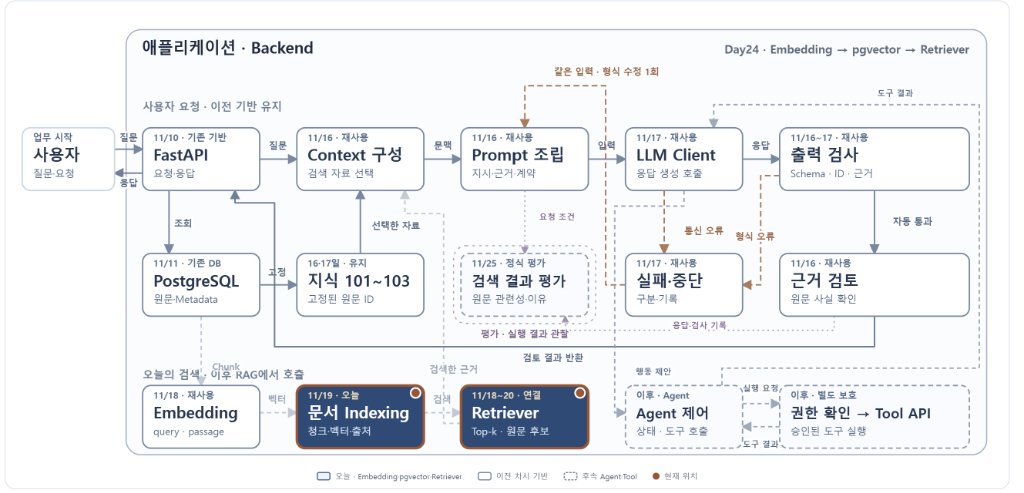 애플리케이션 · Backend
Day24 · Embedding → pgvector → Retriever
같은 입력 · 형식 수정 1회
도구 결과
사용자 요청 · 이전 기반 유지
업무 시작
사용자
질문·요청
질문
응답
11/10 · 기존 기반
FastAPI
요청·응답
질문
11/16 · 재사용
Context 구성
검색 자료 선택
문맥
11/16 · 재사용
Prompt 조립
지시·근거·계약
입력
11/17 · 재사용
LLM Client
응답 생성 호출
응답
11/16~17 · 재사용
출력 검사
Schema · ID · 근거
조회
선택한 자료
요청 조건
통신 오류
형식 오류
자동 통과
11/11 · 기존 DB
PostgreSQL
원문·Metadata
고정
16-17일 · 유지
지식 101~103
고정된 원문 ID
11/25 · 정식 평가
검색 결과 평가
원문 관련성·이유
11/17 · 재사용
실패·중단
구분·기록
11/16 · 재사용
근거 검토
원문 사실 확인
응답·검사 기록
평가 · 실행 결과 관찰
검토 결과 반환
Chunk
오늘의 검색 · 이후 RAG에서 호출
검색한 근거
행동 제안
11/18 · 재사용
Embedding
query · passage
벡터
11/19 · 오늘
문서 Indexing
청크·벡터·출처
검색
11/18~20 · 연결
Retriever
Top-k · 원문 후보
이후 · Agent
Agent 제어
상태 · 도구 호출
실행 요청
도구 결과
이후 · 별도 보호
권한 확인 → Tool API
승인된 도구 실행
오늘 · Embedding·pgvector·Retriever
이전 차시 기반
후속 Agent·Tool
현재 위치